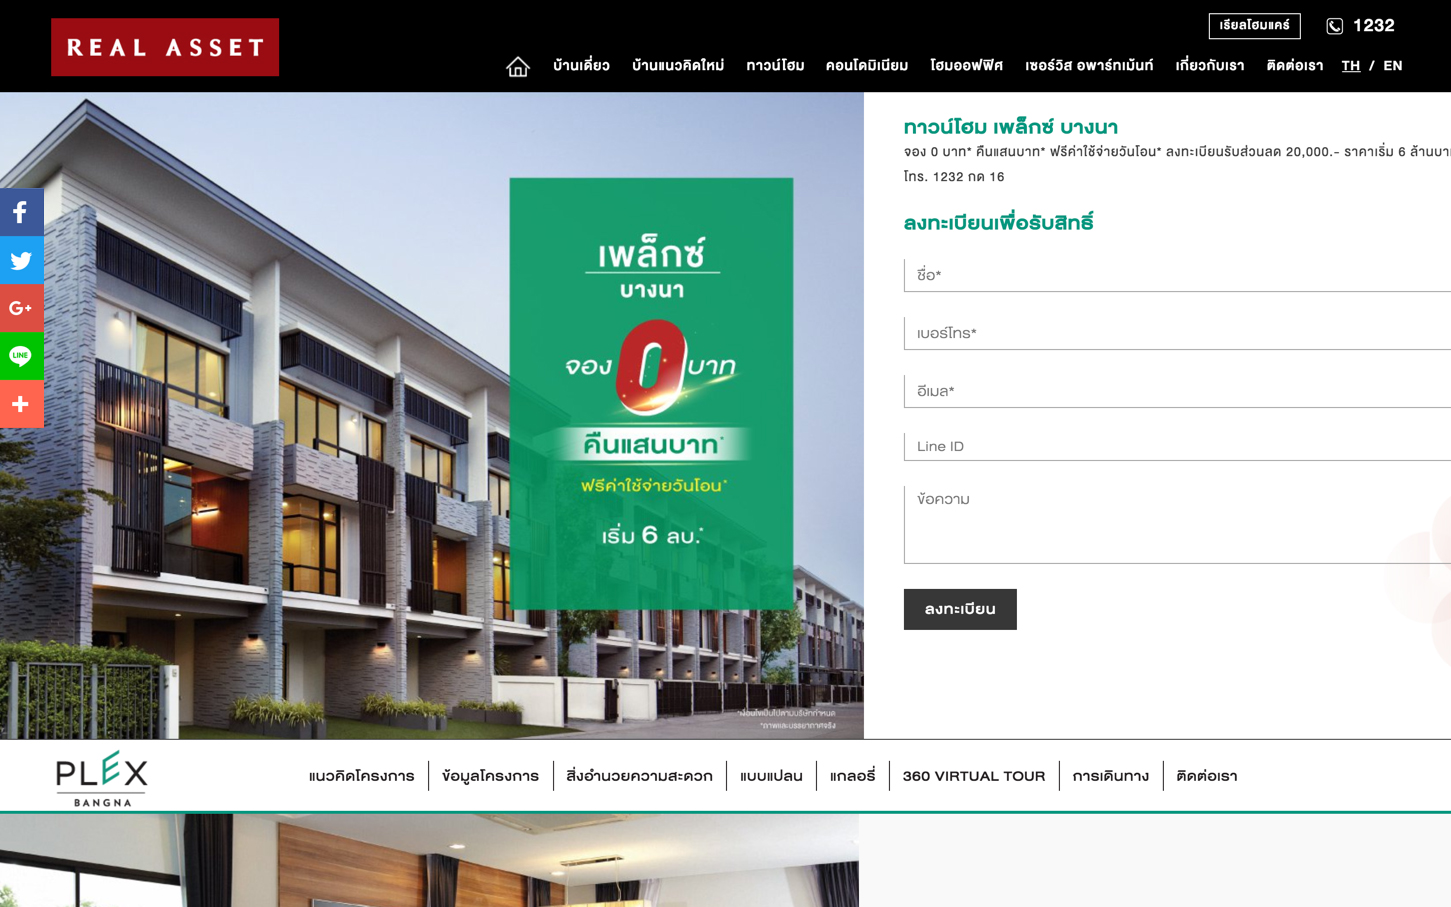 REAL ASSET
เรียลโฮมแคร์
1232
บ้านเดี่ยว
บ้านแนวคิดใหม่
ทาวน์โฮม
คอนโดมิเนียม
โฮมออฟฟิศ
เซอร์วิส อพาร์ทเม้นท์
เกี่ยวกับเรา
ติดต่อเรา
TH / EN
เพล็กซ์
บางนา
จอง 0 บาท
คืนแสนบาท*
ฟรีค่าใช้จ่ายวันโอน*
เริ่ม 6 ลบ.*
*เงื่อนไขเป็นไปตามบริษัทกำหนด
*ภาพและบรรยากาศจริง
ทาวน์โฮม เพล็กซ์ บางนา
จอง 0 บาท* คืนแสนบาท* ฟรีค่าใช้จ่ายวันโอน* ลงทะเบียนรับส่วนลด 20,000.- ราคาเริ่ม 6 ล้าน
โทร. 1232 กด 16
ลงทะเบียนเพื่อรับสิทธิ์
ชื่อ*
เบอร์โทร*
อีเมล*
Line ID
ข้อความ
ลงทะเบียน
LINE
PLEX
BANGNA
แนวคิดโครงการ
ข้อมูลโครงการ
สิ่งอำนวยความสะดวก
แบบแปลน
แกลอรี่
360 VIRTUAL TOUR
การเดินทาง
ติดต่อเรา